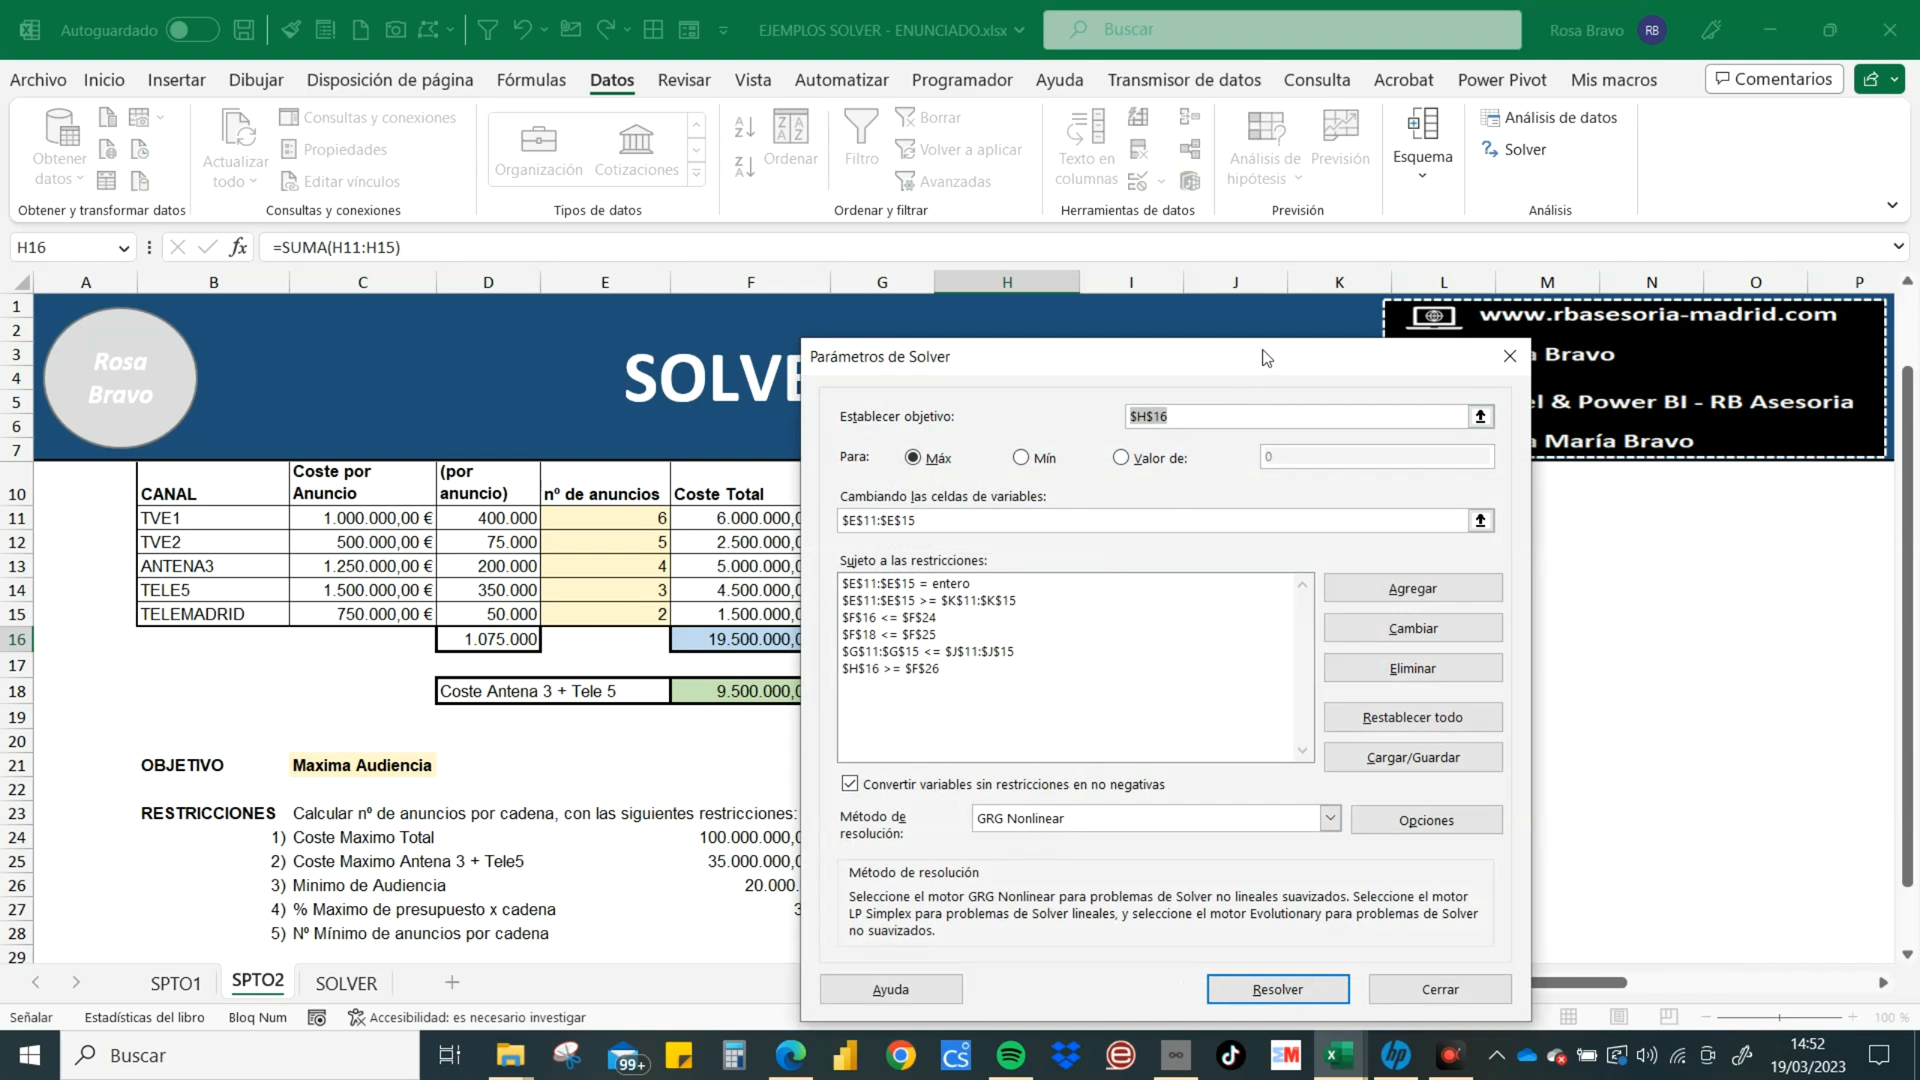 Autoguardado
EJEMPLOS SOLVER - ENUNCIADO.xlsx
Buscar
Rosa Bravo RB
Archivo Inicio Insertar Dibujar Disposición de página Fórmulas Datos Revisar Vista Automatizar Programador Ayuda Transmisor de datos Consulta Acrobat Power Pivot Mis macros Comentarios
Obtener datos
Actualizar todo
Consultas y conexiones
Propiedades
Editar vínculos
Organización Cotizaciones
Ordenar
Filtro
Borrar
Volver a aplicar
Avanzadas
Texto en columnas
Análisis de hipótesis
Previsión
Esquema
Análisis de datos
Solver
Obtener y transformar datos Consultas y conexiones Tipos de datos Ordenar y filtrar Herramientas de datos Previsión Análisis
H16 fx =SUMA(H11:H15)
A B C D E F G H I J K L M N O P
1
2
3
4
5
6
7
Rosa
Bravo
SOLVE
www.rbasesoria-madrid.com
Bravo
el & Power BI - RB Asesoria
María Bravo
Coste por (por
10 CANAL Anuncio anuncio) nº de anuncios Coste Total
11 TVE1 1.000.000,00 € 400.000 6 6.000.000,0
12 TVE2 500.000,00 € 75.000 5 2.500.000,0
13 ANTENA3 1.250.000,00 € 200.000 4 5.000.000,0
14 TELE5 1.500.000,00 € 350.000 3 4.500.000,0
15 TELEMADRID 750.000,00 € 50.000 2 1.500.000,0
16 1.075.000 19.500.000,0
17
18 Coste Antena 3 + Tele 5 9.500.000,0
19
20
21 OBJETIVO Maxima Audiencia
22
23 RESTRICCIONES Calcular nº de anuncios por cadena, con las siguientes restricciones:
24 1) Coste Maximo Total 100.000.000,0
25 2) Coste Maximo Antena 3 + Tele5 35.000.000,0
26 3) Minimo de Audiencia 20.000.
27 4) % Maximo de presupuesto x cadena 3
28 5) Nº Mínimo de anuncios por cadena
29
Parámetros de Solver
Establecer objetivo: $H$16
Para: Máx Mín Valor de: 0
Cambiando las celdas de variables:
$E$11:$E$15
Sujeto a las restricciones:
$E$11:$E$15 = entero
$E$11:$E$15 >= $K$11:$K$15
$F$16 <= $F$24
$F$18 <= $F$25
$G$11:$G$15 <= $J$11:$J$15
$H$16 >= $F$26
Agregar
Cambiar
Eliminar
Restablecer todo
Cargar/Guardar
Convertir variables sin restricciones en no negativas
Método de resolución: GRG Nonlinear Opciones
Método de resolución
Seleccione el motor GRG Nonlinear para problemas de Solver no lineales suavizados. Seleccione el motor
LP Simplex para problemas de Solver lineales, y seleccione el motor Evolutionary para problemas de Solver
no suavizados.
Ayuda Resolver Cerrar
SPTO1 SPTO2 SOLVER
Señalar Estadísticas del libro Bloq Num Accesibilidad: es necesario investigar 100 %
Buscar
99+
14:52
19/03/2023